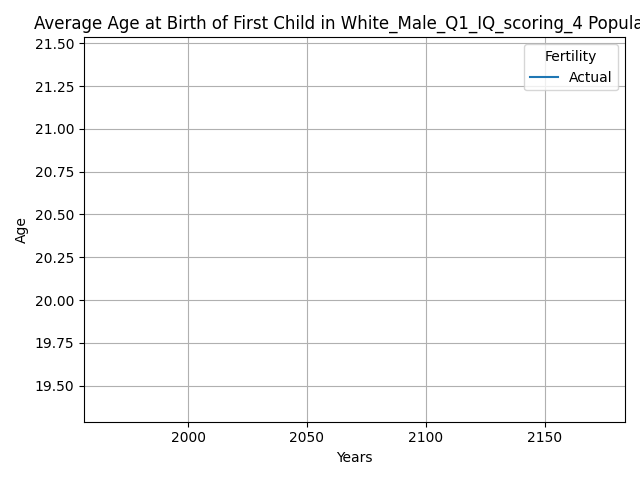 Average Age at Birth of First Child in White_Male_Q1_IQ_scoring_4 Popula
21.50
21.25
21.00
20.75
20.50
20.25
20.00
19.75
19.50
Age
Fertility
Actual
2000 2050 2100 2150
Years